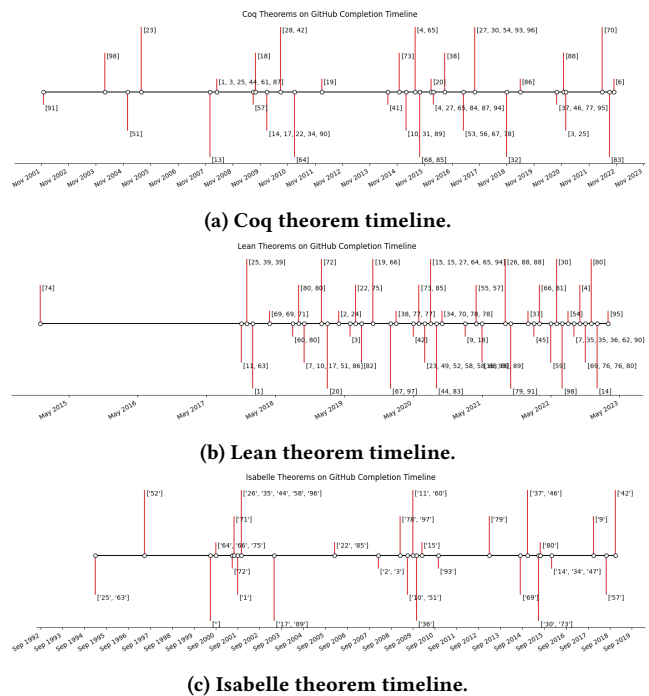 Coq Theorems on GitHub Completion Timeline
[23] [28, 42] [4, 65] [27, 30, 54, 93, 96] [70]
[98] [18] [73] [38] [88]
[1, 3, 25, 44, 61, 87] [19] [20] [86] [6]
[91] [57] [41] [4, 27, 65, 84, 87, 94] [37, 46, 77, 95]
[51] [14, 17, 22, 34, 90] [10, 31, 89] [53, 56, 67, 78] [3, 25]
[13] [64] [68, 85] [32] [83]
Nov 2001 Nov 2002 Nov 2003 Nov 2004 Nov 2005 Nov 2006 Nov 2007 Nov 2008 Nov 2009 Nov 2010 Nov 2011 Nov 2012 Nov 2013 Nov 2014 Nov 2015 Nov 2016 Nov 2017 Nov 2018 Nov 2019 Nov 2020 Nov 2021 Nov 2022 Nov 2023
(a) Coq theorem timeline.
Lean Theorems on GitHub Completion Timeline
[25, 39, 39] [72] [19, 66] [15, 15, 27, 64, 65, 94] [26, 88, 88] [30] [80]
[74] [80, 80] [22, 75] [73, 85] [55, 57] [66, 81] [4]
[69, 69, 71] [2, 24] [38, 77, 77] [34, 70, 78, 78] [37] [54] [95]
[60, 80] [3] [42] [9, 18] [45] [7, 35, 35, 36, 62, 90]
[11, 63] [7, 10, 17, 51, 86] [82] [23, 49, 52, 58, 58, 89] [59] [69, 76, 76, 80]
[1] [20] [67, 97] [44, 83] [79, 91] [98] [14]
May 2015 May 2016 May 2017 May 2018 May 2019 May 2020 May 2021 May 2022 May 2023
(b) Lean theorem timeline.
Isabelle Theorems on GitHub Completion Timeline
['52'] ['26', '35', '44', '58', '96'] ['11', '60'] ['37', '46'] ['42']
['71'] ['78', '97'] ['79'] ['9']
['64', '66', '75'] ['22', '85'] ['15'] ['80']
['72'] ['2', '3'] ['93'] ['14', '34', '47']
['25', '63'] ['1'] ['10', '51'] ['69'] ['57']
[''] ['17', '89'] ['36'] ['30', '73']
Sep 1992 Sep 1993 Sep 1994 Sep 1995 Sep 1996 Sep 1997 Sep 1998 Sep 1999 Sep 2000 Sep 2001 Sep 2002 Sep 2003 Sep 2004 Sep 2005 Sep 2006 Sep 2007 Sep 2008 Sep 2009 Sep 2010 Sep 2011 Sep 2012 Sep 2013 Sep 2014 Sep 2015 Sep 2016 Sep 2017 Sep 2018 Sep 2019
(c) Isabelle theorem timeline.